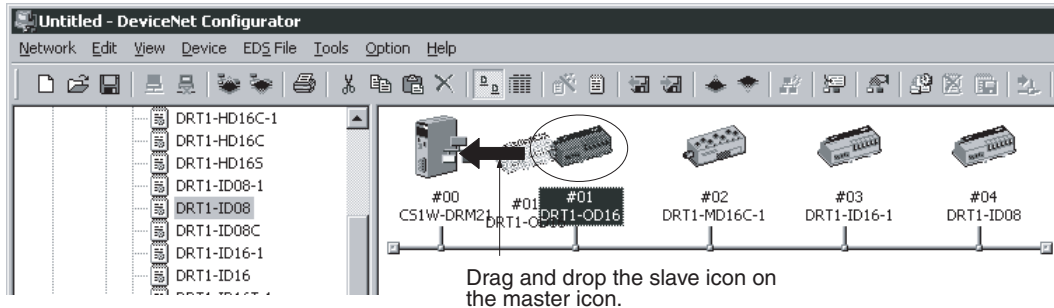 Untitled - DeviceNet Configurator
Network Edit View Device EDS File Tools Option Help
DRT1-HD16C-1
DRT1-HD16C
DRT1-HD16S
DRT1-ID08-1
DRT1-ID08
DRT1-ID08C
DRT1-ID16-1
DRT1-ID16
#00
CS1W-DRM21
#01
#01
DRT1-OD16
#02
DRT1-MD16C-1
#03
DRT1-ID16-1
#04
DRT1-ID08
Drag and drop the slave icon on
the master icon.